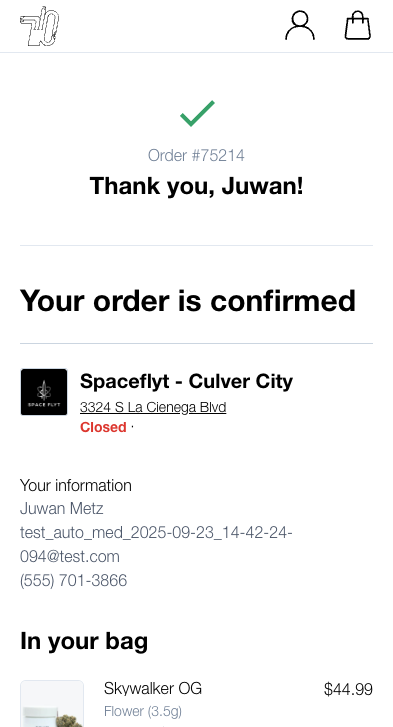 Order #75214
Thank you, Juwan!
Your order is confirmed
SPACE FLYT
Spaceflyt - Culver City
3324 S La Cienega Blvd
Closed ·
Your information
Juwan Metz
test_auto_med_2025-09-23_14-42-24-
094@test.com
(555) 701-3866
In your bag
Skywalker OG
$44.99
Flower (3.5g)